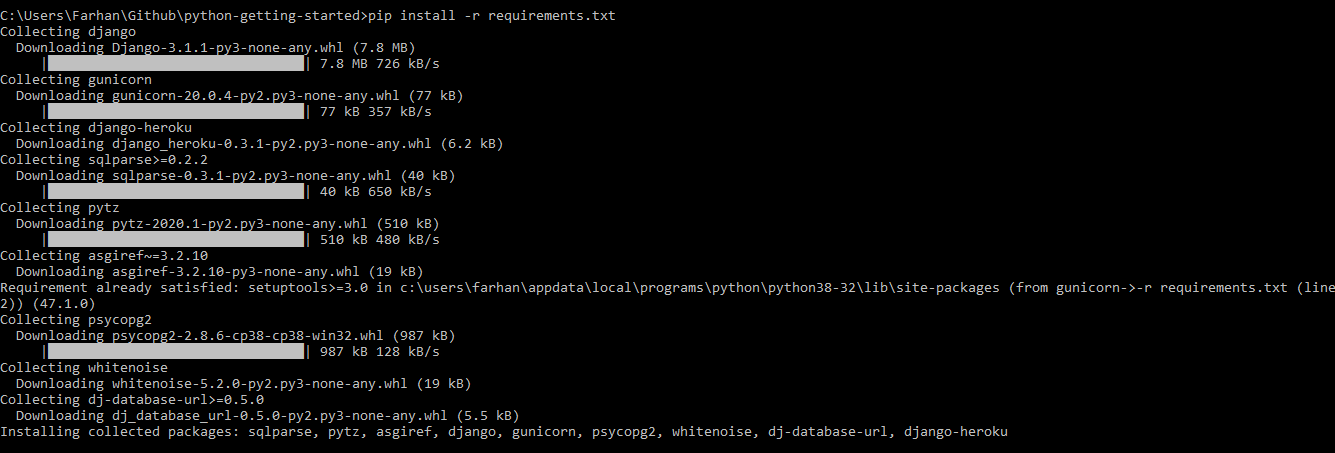 C:\Users\Farhan\Github\python-getting-started>pip install -r requirements.txt
Collecting django
  Downloading Django-3.1.1-py3-none-any.whl (7.8 MB)
     |████████████████████████████████| 7.8 MB 726 kB/s
Collecting gunicorn
  Downloading gunicorn-20.0.4-py2.py3-none-any.whl (77 kB)
     |████████████████████████████████| 77 kB 357 kB/s
Collecting django-heroku
  Downloading django_heroku-0.3.1-py2.py3-none-any.whl (6.2 kB)
Collecting sqlparse>=0.2.2
  Downloading sqlparse-0.3.1-py2.py3-none-any.whl (40 kB)
     |████████████████████████████████| 40 kB 650 kB/s
Collecting pytz
  Downloading pytz-2020.1-py2.py3-none-any.whl (510 kB)
     |████████████████████████████████| 510 kB 480 kB/s
Collecting asgiref~=3.2.10
  Downloading asgiref-3.2.10-py3-none-any.whl (19 kB)
Requirement already satisfied: setuptools>=3.0 in c:\users\farhan\appdata\local\programs\python\python38-32\lib\site-packages (from gunicorn->-r requirements.txt (line
2)) (47.1.0)
Collecting psycopg2
  Downloading psycopg2-2.8.6-cp38-cp38-win32.whl (987 kB)
     |████████████████████████████████| 987 kB 128 kB/s
Collecting whitenoise
  Downloading whitenoise-5.2.0-py2.py3-none-any.whl (19 kB)
Collecting dj-database-url>=0.5.0
  Downloading dj_database_url-0.5.0-py2.py3-none-any.whl (5.5 kB)
Installing collected packages: sqlparse, pytz, asgiref, django, gunicorn, psycopg2, whitenoise, dj-database-url, django-heroku